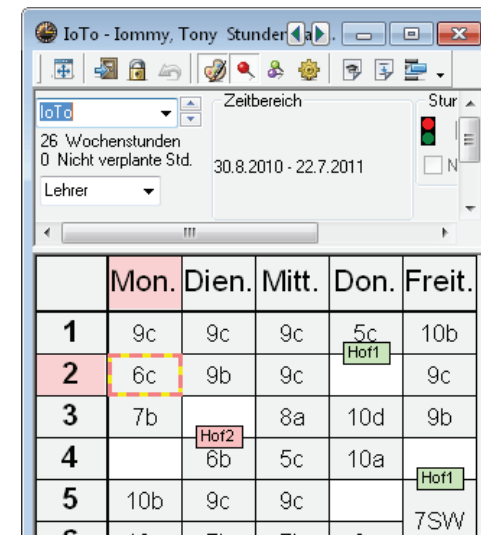 IoTo - Iommy, Tony Stunder
IoTo
Zeitbereich
Stur
26 Wochenstunden
0 Nicht verplante Std.
30.8.2010 - 22.7.2011
N
Lehrer
Mon. Dien. Mitt. Don. Freit.
1 9c 9c 9c 5c 10b
Hof1
2 6c 9b 9c 9c
3 7b 8a 10d 9b
Hof2
4 6b 5c 10a
Hof1
5 10b 9c 9c
7SW